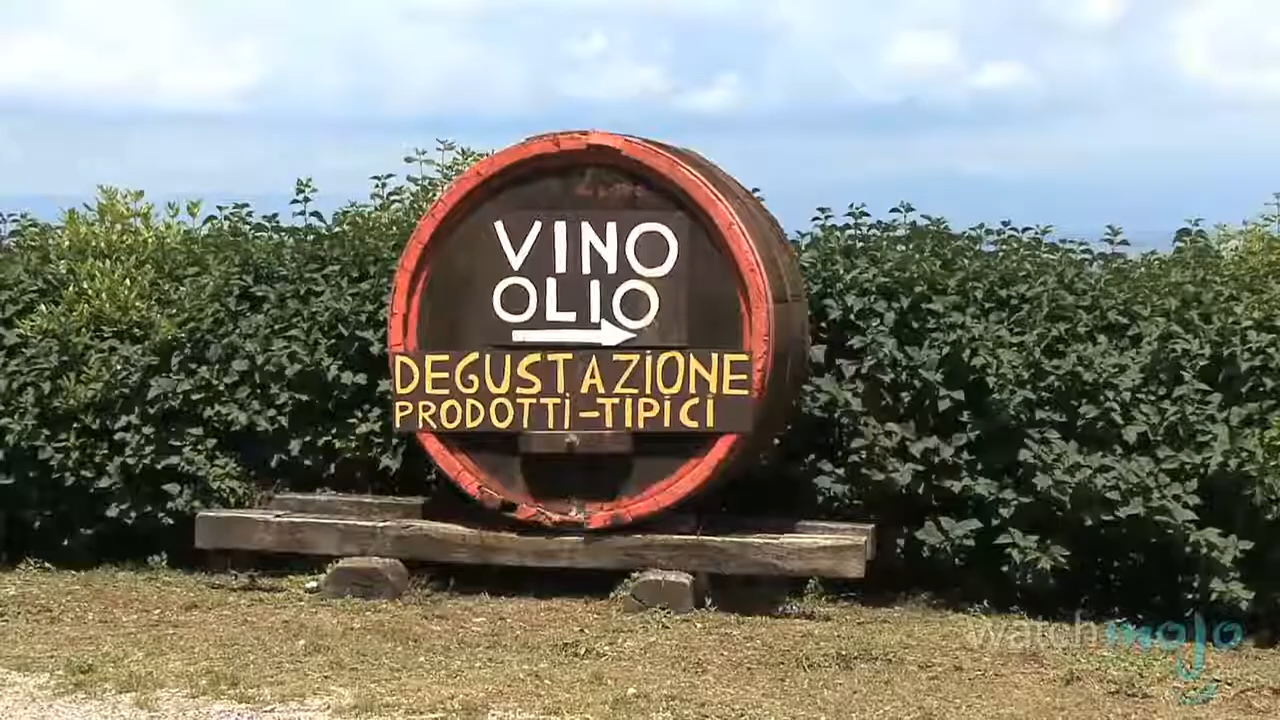 VINO
OLIO
DEGUSTAZIONE
PRODOTTI-TIPICI
watchmojo